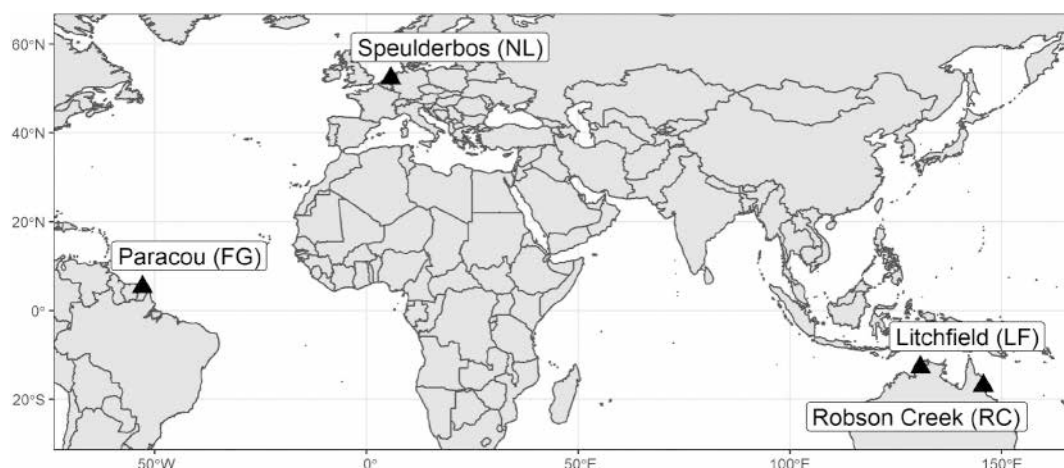 60°N
Speulderbos (NL)
40°N
20°N
Paracou (FG)
0°
Litchfield (LF)
20°S
Robson Creek (RC)
50°W
0°
50°E
100°E
150°E